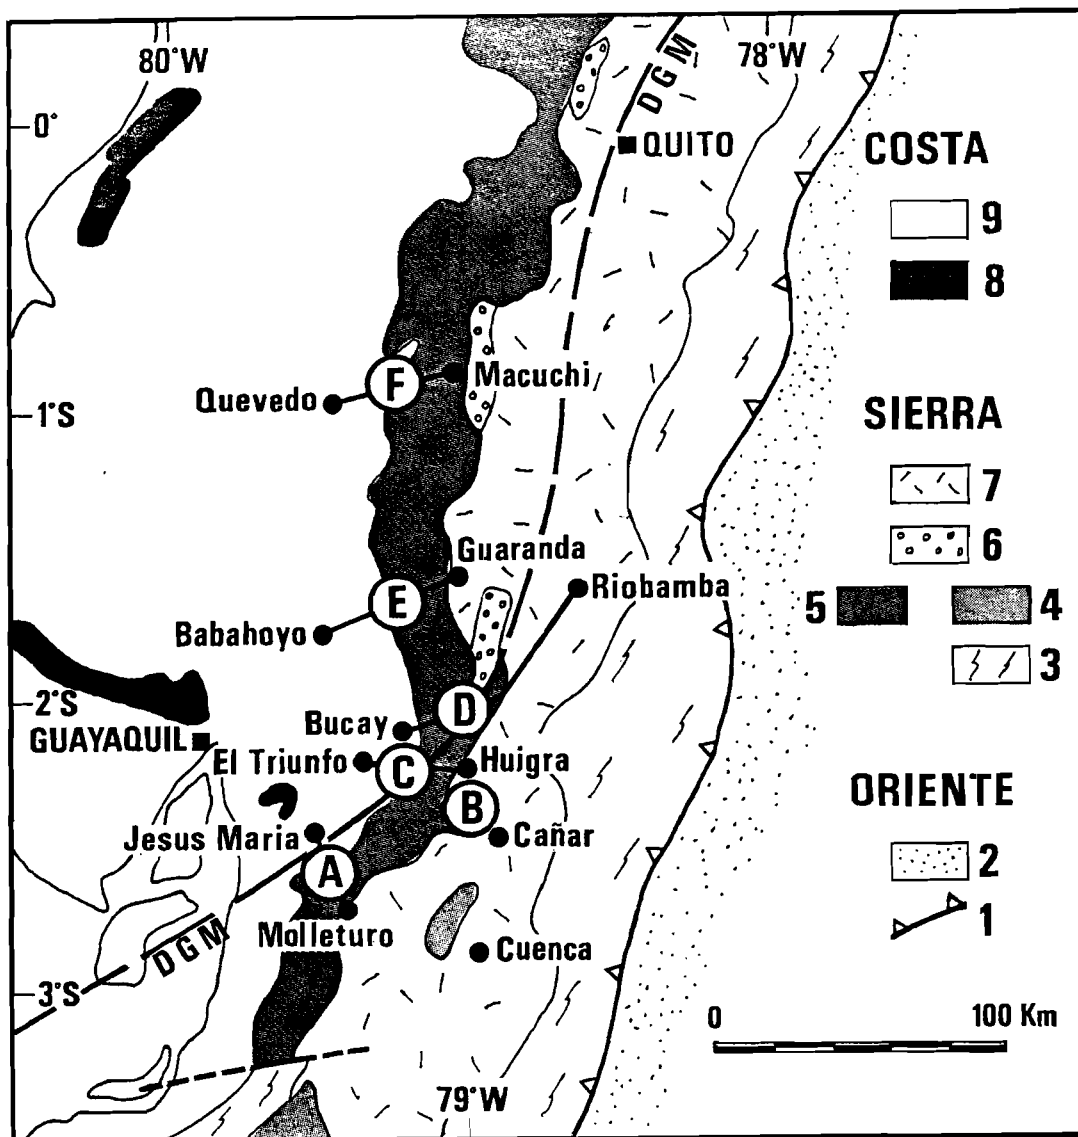 80°W
78°W
DGM
0°
QUITO
COSTA
9
8
F
Macuchi
Quevedo
1°S
SIERRA
7
6
Guaranda
E
Riobamba
5
4
Babahoyo
3
2°S
D
Bucay
GUAYAQUIL
El Triunfo
C
Huigra
ORIENTE
B
Jesus Maria
Cañar
A
2
Molleturo
DGM
1
Cuenca
3°S
0
100 Km
79°W